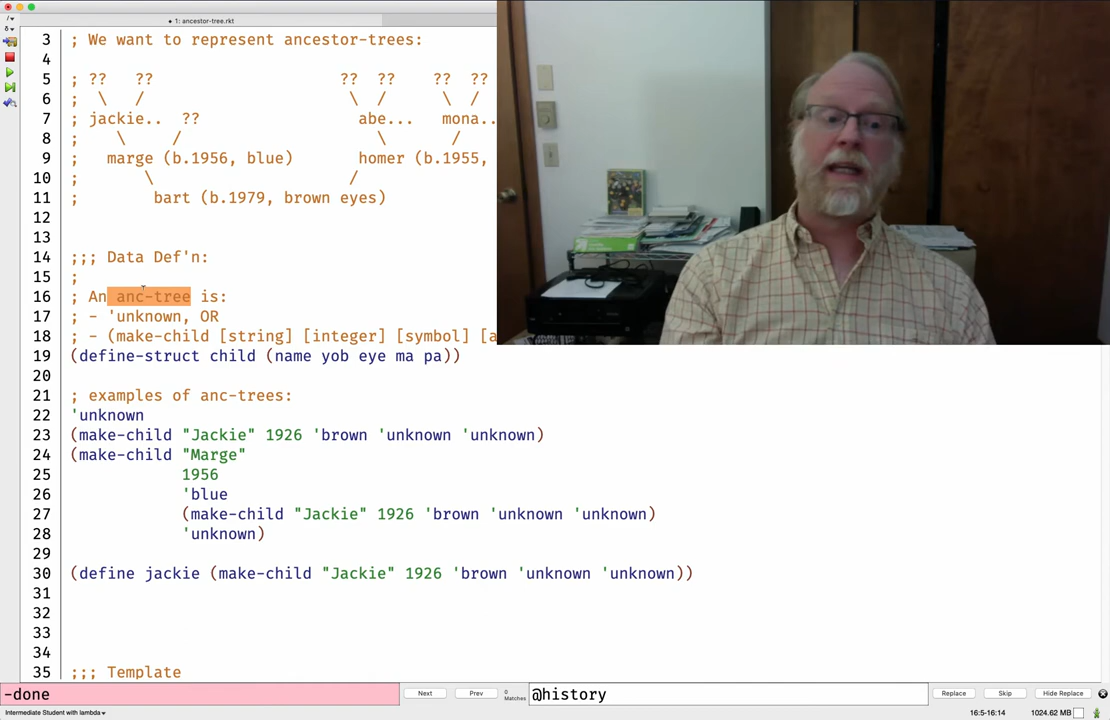 1: ancestor-tree.rkt
3 ; We want to represent ancestor-trees:
4
5 ; ?? ?? ?? ?? ?? ??
6 ; \ / \ / \ /
7 ; jackie.. ?? abe... mona..
8 ; \ / \ /
9 ; marge (b.1956, blue) homer (b.1955,
10 ; \ /
11 ; bart (b.1979, brown eyes)
12
13
14 ;;; Data Def'n:
15 ;
16 ; An anc-tree is:
17 ; - 'unknown, OR
18 ; - (make-child [string] [integer] [symbol] [a
19 (define-struct child (name yob eye ma pa))
20
21 ; examples of anc-trees:
22 'unknown
23 (make-child "Jackie" 1926 'brown 'unknown 'unknown)
24 (make-child "Marge"
25 1956
26 'blue
27 (make-child "Jackie" 1926 'brown 'unknown 'unknown)
28 'unknown)
29
30 (define jackie (make-child "Jackie" 1926 'brown 'unknown 'unknown))
31
32
33
34
35 ;;; Template
-done Next Prev 0 Matches @history Replace Skip Hide Replace
Intermediate Student with lambda 16:5-16:14 1024.62 MB